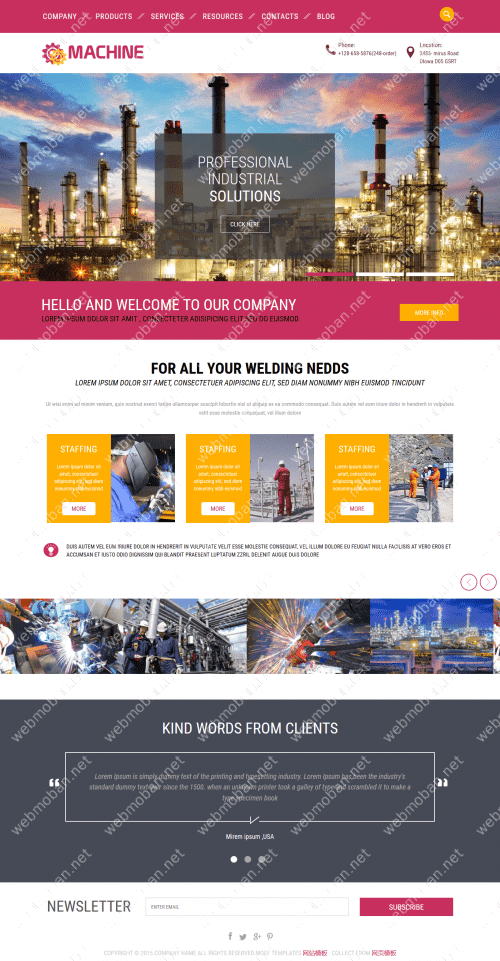 COMPANY / PRODUCTS / SERVICES / RESOURCES / CONTACTS / BLOG
MACHINE
Phone:
+128-658-5876(24X-order)
Location:
3455- mirus Road
Olowa D05 GSRT
PROFESSIONAL
INDUSTRIAL
SOLUTIONS
CLICK HERE
HELLO AND WELCOME TO OUR COMPANY
LOREM IPSUM DOLOR SIT AMIT , CONSECTETER ADISIPICING ELIT SED DO EUISMOD
MORE INFO
FOR ALL YOUR WELDING NEDDS
LOREM IPSUM DOLOR SIT AMET, CONSECTETUER ADIPISCING ELIT, SED DIAM NONUMMY NIBH EUISMOD TINCIDUNT
Ut wisi enim ad minim veniam, quis nostrud exerci tation ullamcorper suscipit lobortis nisl ut aliquip ex ea commodo consequat. Duis autem vel eum iriure dolor in hendrerit in vulputate
velit esse molestie consequat, vel illum dolore
STAFFING
Lorem ipsum dolor sit
amet, consectetuer
adipiscing elit, sed diem
nonummy nibh euismod
MORE
STAFFING
Lorem ipsum dolor sit
amet, consectetuer
adipiscing elit, sed diem
nonummy nibh euismod
MORE
STAFFING
Lorem ipsum dolor sit
amet, consectetuer
adipiscing elit, sed diem
nonummy nibh euismod
MORE
DUIS AUTEM VEL EUM IRIURE DOLOR IN HENDRERIT IN VULPUTATE VELIT ESSE MOLESTIE CONSEQUAT, VEL ILLUM DOLORE EU FEUGIAT NULLA FACILISIS AT VERO EROS ET
ACCUMSAN ET IUSTO ODIO DIGNISSIM QUI BLANDIT PRAESENT LUPTATUM ZZRIL DELENIT AUGUE DUIS DOLORE
KIND WORDS FROM CLIENTS
Lorem Ipsum is simply dummy text of the printing and typesetting industry. Lorem Ipsum has been the industry's
standard dummy text ever since the 1500, when an unknown printer took a galley of type and scrambled it to make a
type specimen book
Mirem ipsum ,USA
NEWSLETTER
ENTER EMAIL
SUBSCRIBE
COPYRIGHT © 2015.COMPANY NAME ALL RIGHTS RESERVED.MORE TEMPLATES 网站模板 - COLLECT FROM 网页模板
webmoban.net